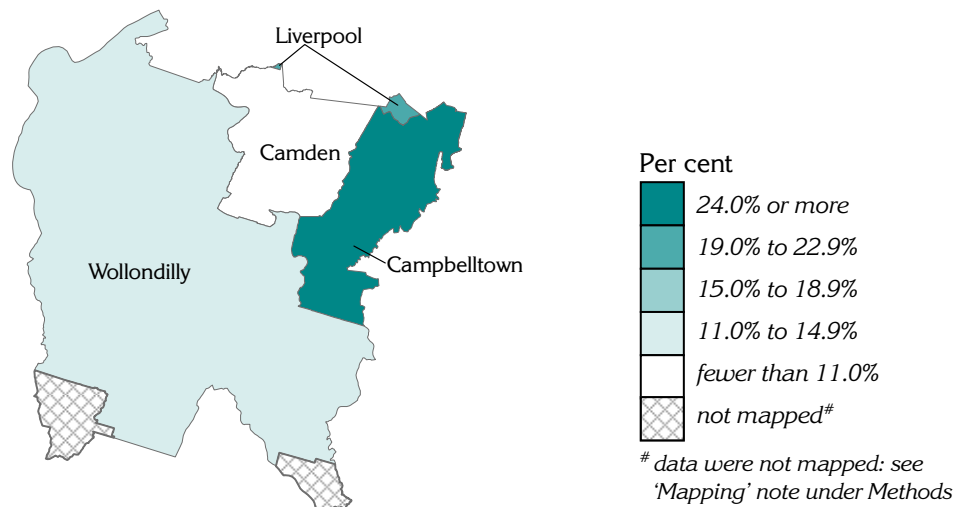 Liverpool
Camden
Wollondilly
Campbelltown
Per cent
24.0% or more
19.0% to 22.9%
15.0% to 18.9%
11.0% to 14.9%
fewer than 11.0%
not mapped#
# data were not mapped: see
'Mapping' note under Methods